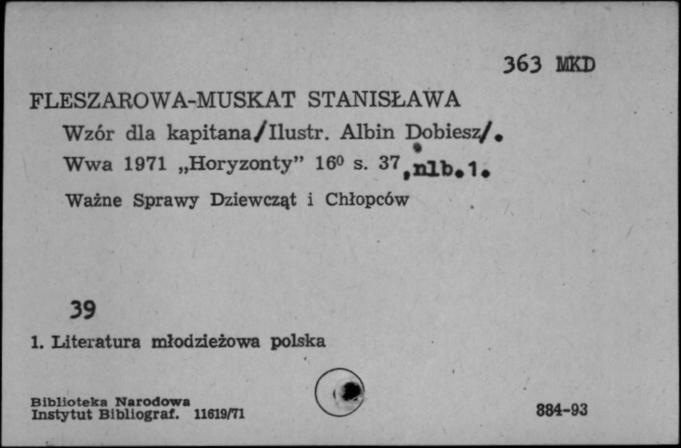 363 MKD
FLESZAROWA-MUSKAT STANISŁAWA
Wzór dla kapitana/Ilustr. Albin Dobiesz/.
Wwa 1971 „Horyzonty” 16⁰ s. 37,nlb.1.
Ważne Sprawy Dziewcząt i Chłopców
39
1. Literatura młodzieżowa polska
Biblioteka Narodowa
Instytut Bibliograf. 11619/71
884-93